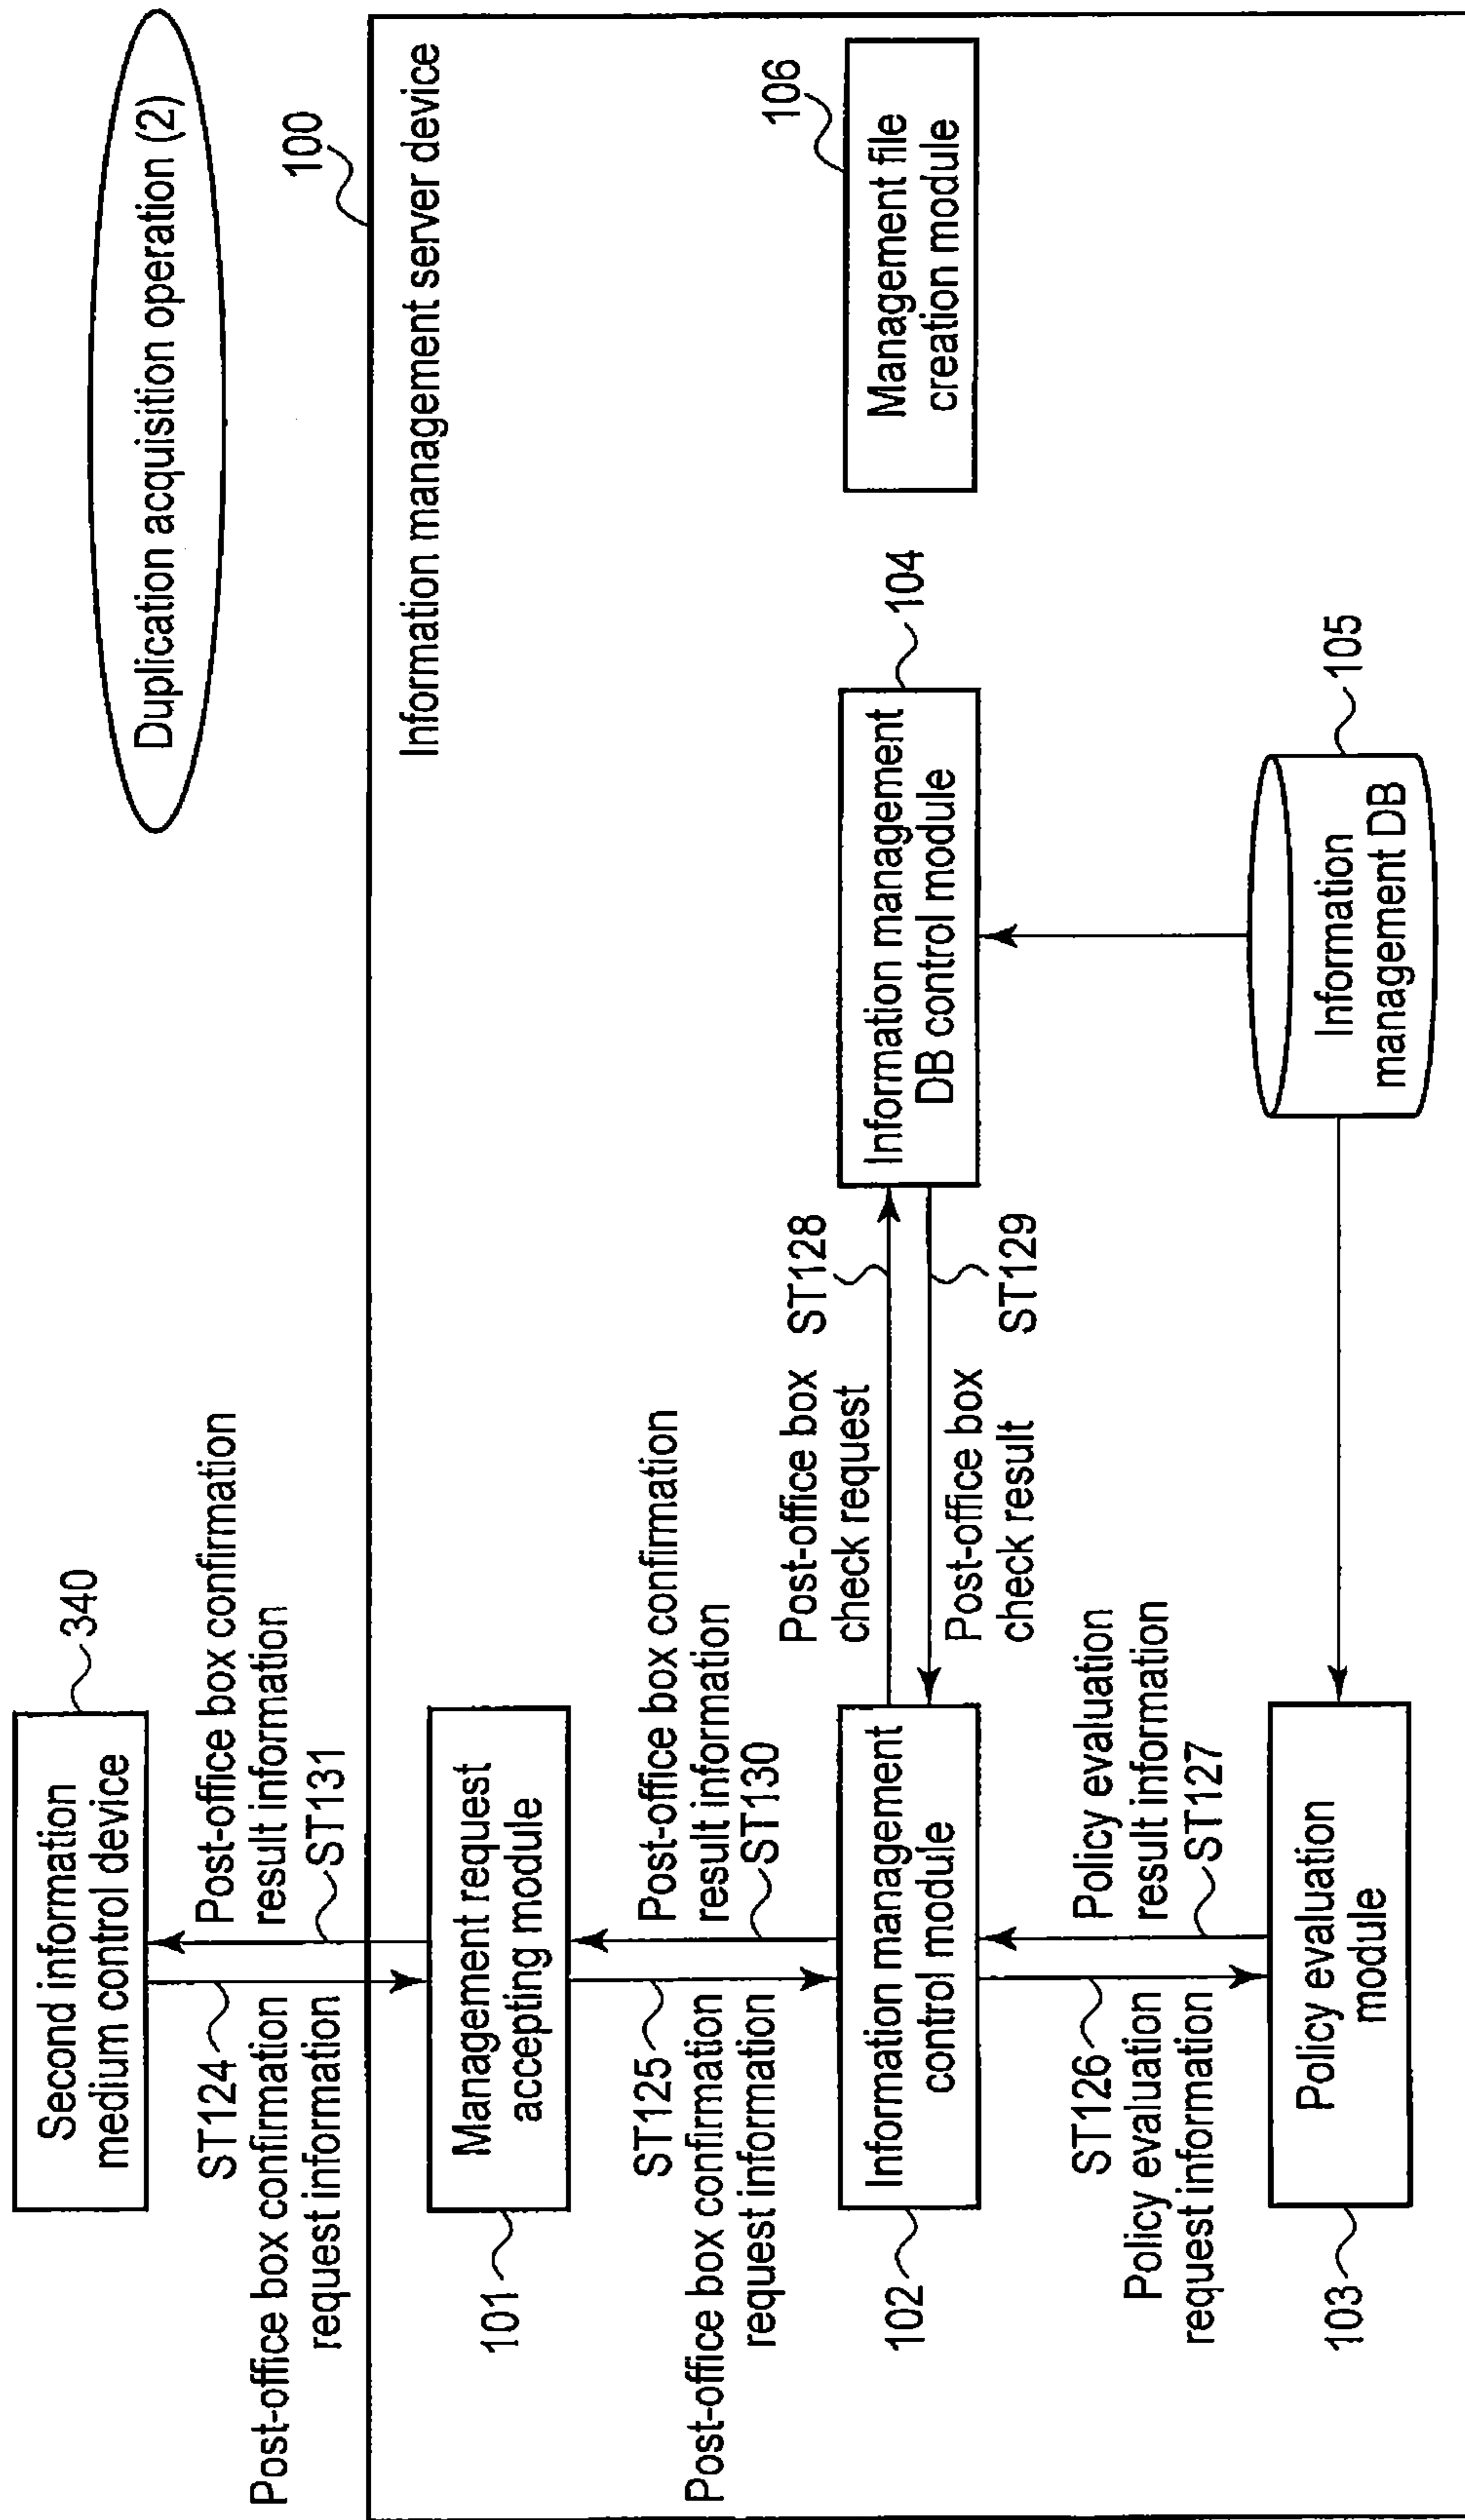 Duplication acquisition operation (2)
Second information
medium control device
340
ST124
Post-office box confirmation
request information
Post-office box confirmation
result information
ST131
100
Information management server device
101
Management request
accepting module
ST125
Post-office box confirmation
request information
Post-office box confirmation
result information
ST130
102
Information management
control module
Post-office box
check request
ST128
Post-office box
check result
ST129
Information management
DB control module
104
Management file
creation module
106
ST126
Policy evaluation
request information
Policy evaluation
result information
ST127
103
Policy evaluation
module
Information
management DB
105